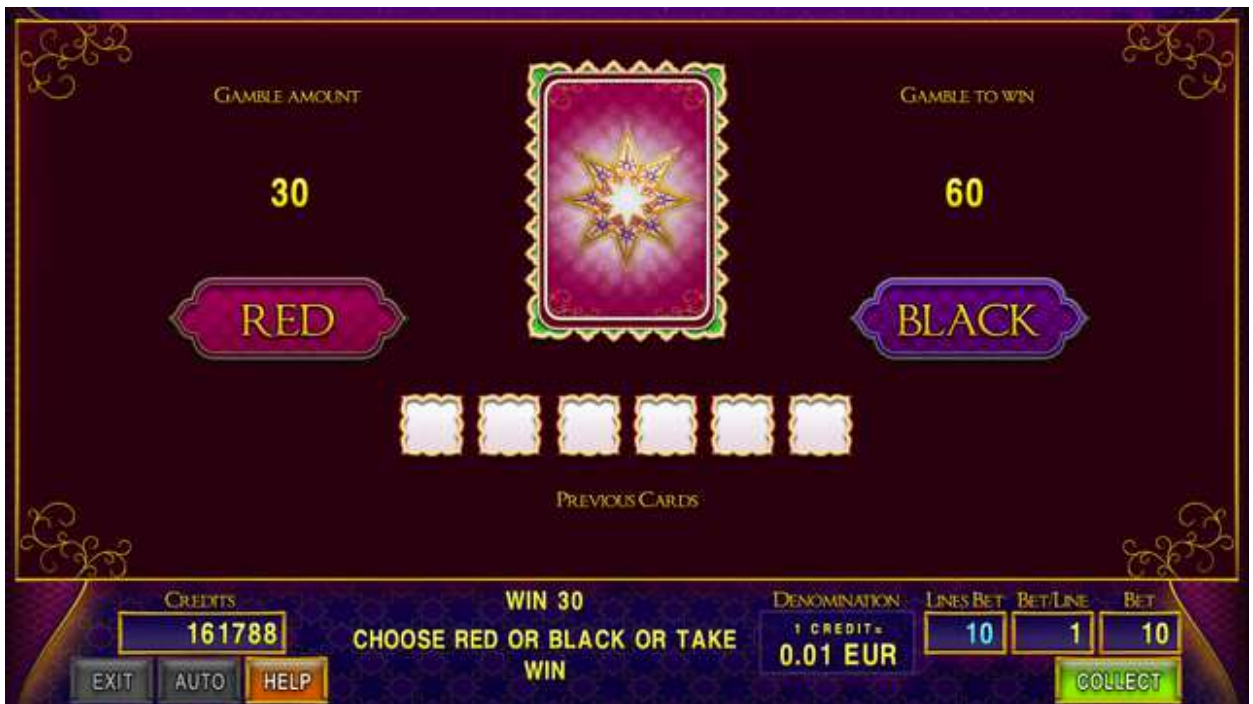 GAMBLE AMOUNT
GAMBLE TO WIN
30
60
RED
BLACK
PREVIOUS CARDS
CREDITS
161788
WIN 30
CHOOSE RED OR BLACK OR TAKE
WIN
DENOMINATION
1 CREDIT=
0.01 EUR
LINES BET
10
BET/LINE
1
BET
10
EXIT
AUTO
HELP
COLLECT